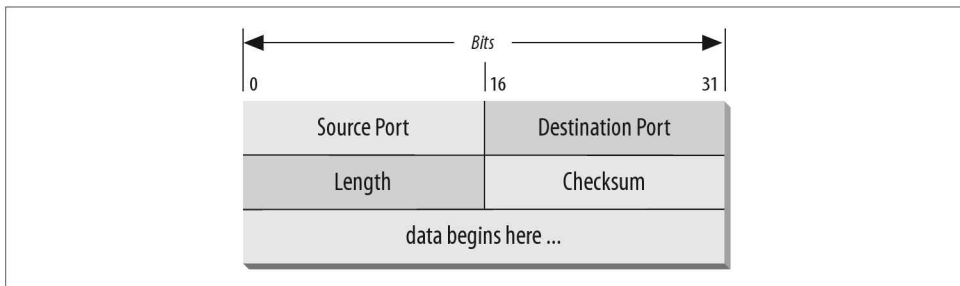 Bits
0 16 31
Source Port Destination Port
Length Checksum
data begins here ...